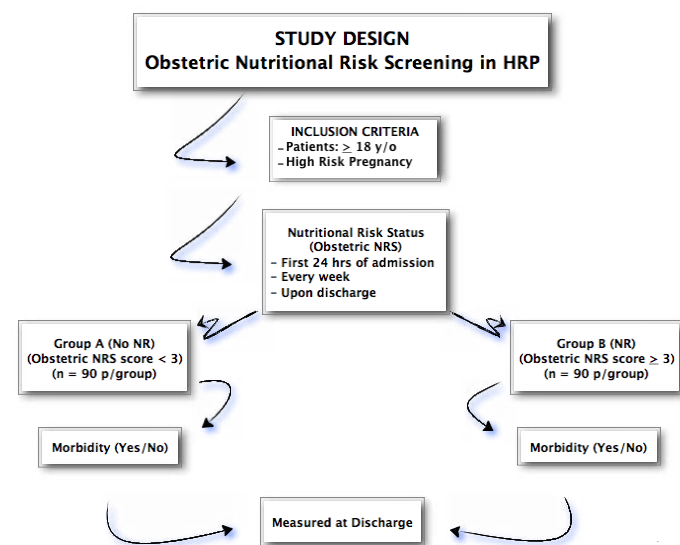 STUDY DESIGN
Obstetric Nutritional Risk Screening in HRP
INCLUSION CRITERIA
- Patients: ≥ 18 y/o
- High Risk Pregnancy
Nutritional Risk Status
(Obstetric NRS)
- First 24 hrs of admission
- Every week
- Upon discharge
Group A (No NR)
(Obstetric NRS score < 3)
(n = 90 p/group)
Group B (NR)
(Obstetric NRS score ≥ 3)
(n = 90 p/group)
Morbidity (Yes/No)
Morbidity (Yes/No)
Measured at Discharge